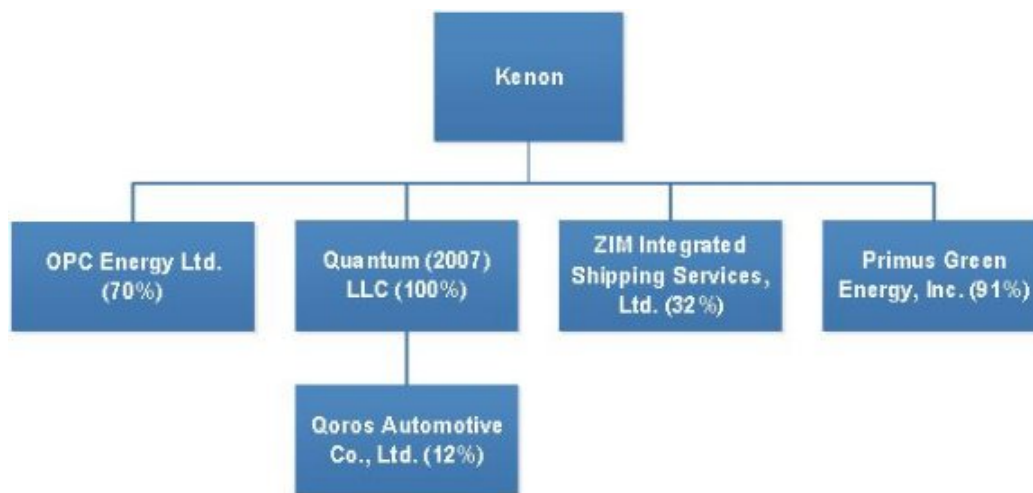 Kenon
OPC Energy Ltd.
(70%)
Quantum (2007)
LLC (100%)
ZIM Integrated
Shipping Services,
Ltd. (32%)
Primus Green
Energy, Inc. (91%)
Qoros Automotive
Co., Ltd. (12%)